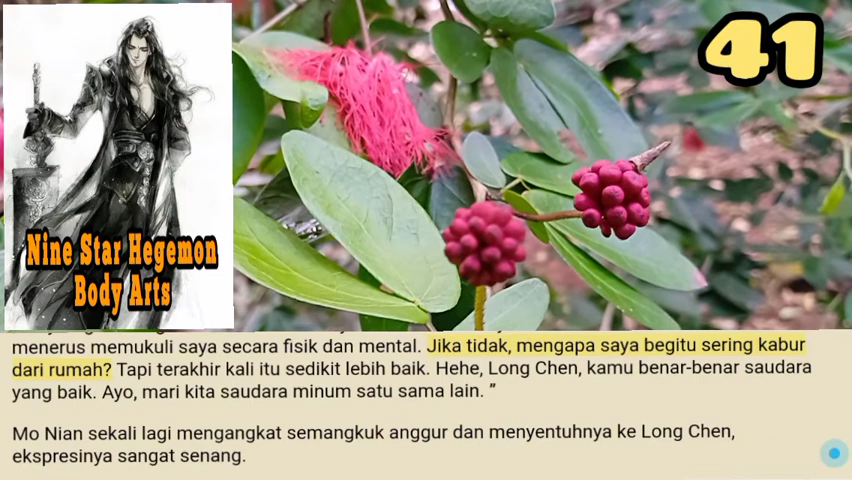 41
Nine Star Hegemon
Body Arts
menerus memukuli saya secara fisik dan mental. Jika tidak, mengapa saya begitu sering kabur
dari rumah? Tapi terakhir kali itu sedikit lebih baik. Hehe, Long Chen, kamu benar-benar saudara
yang baik. Ayo, mari kita saudara minum satu sama lain. ”
Mo Nian sekali lagi mengangkat semangkuk anggur dan menyentuhnya ke Long Chen,
ekspresinya sangat senang.